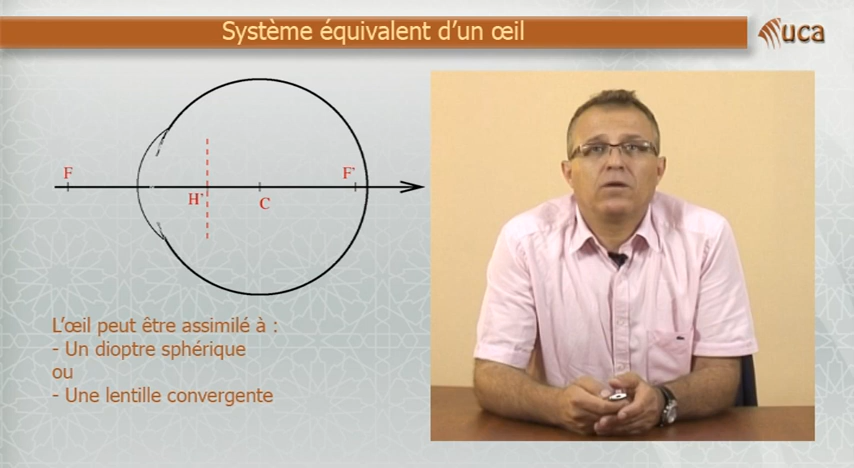 Système équivalent d'un œil
uca
F
F'
H'
C
L'œil peut être assimilé à :
- Un dioptre sphérique
ou
- Une lentille convergente